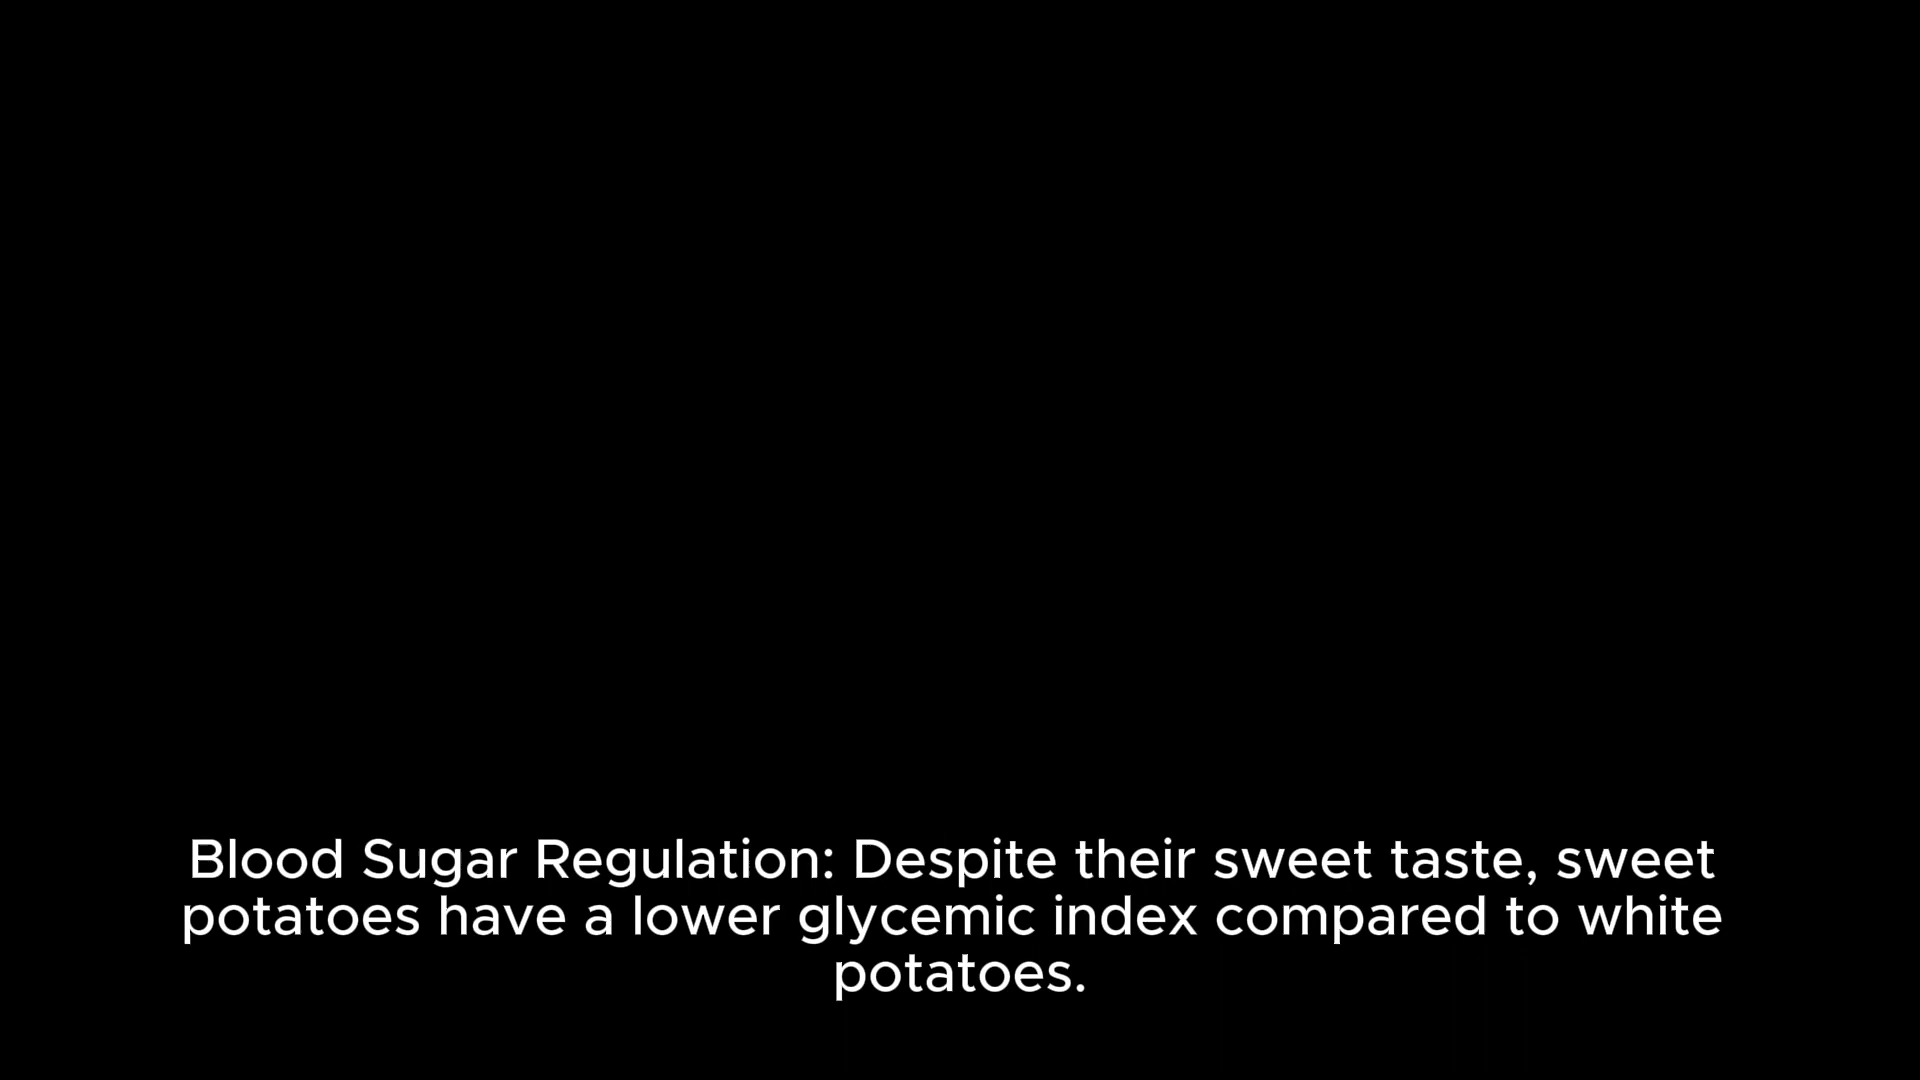 Blood Sugar Regulation: Despite their sweet taste, sweet
potatoes have a lower glycemic index compared to white
potatoes.